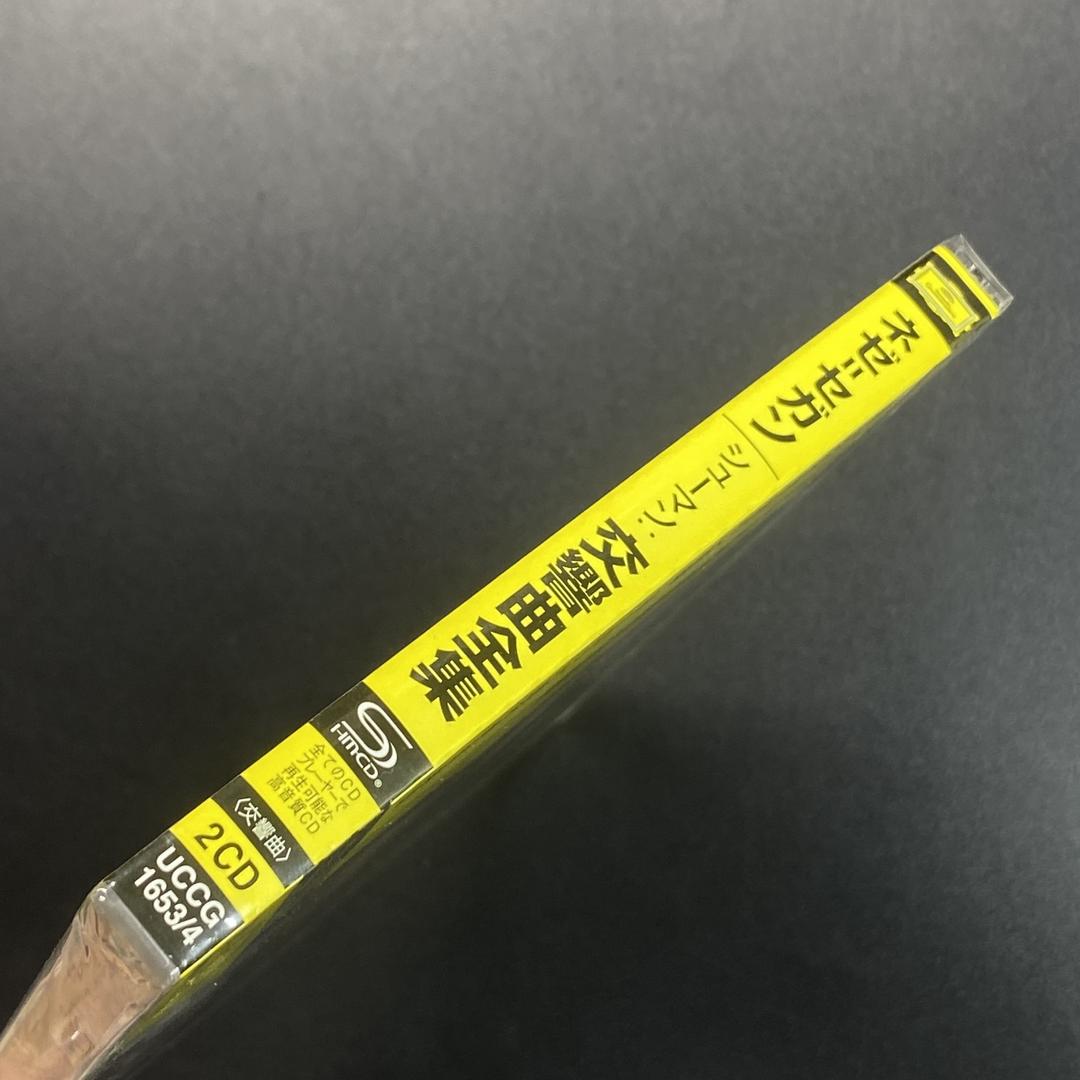 ネゼ=セガン
シューマン:
交響曲全集
SHM-CD®
全てのCD
プレーヤーで
再生可能な
高音質CD
〈交響曲〉
2CD
UCCG
1653/4